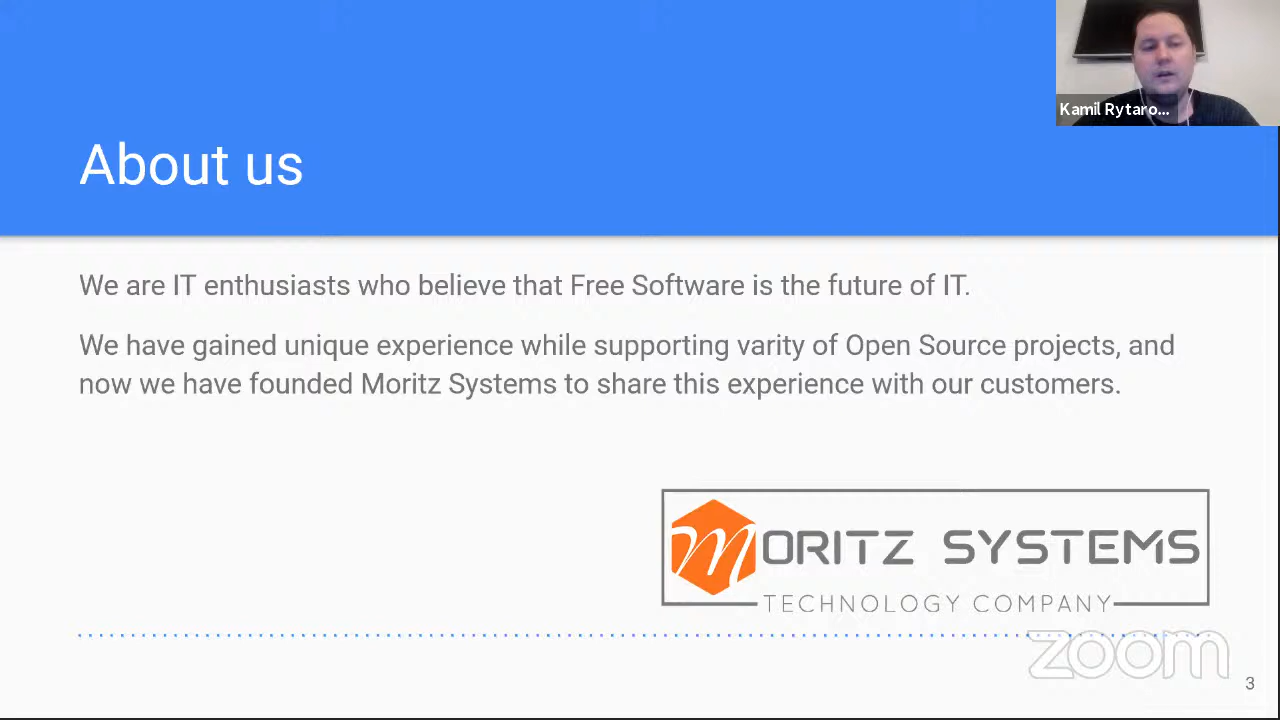 Kamil Rytaro...
About us
We are IT enthusiasts who believe that Free Software is the future of IT.
We have gained unique experience while supporting varity of Open Source projects, and
now we have founded Moritz Systems to share this experience with our customers.
MORITZ SYSTEMS
TECHNOLOGY COMPANY
zoom
3